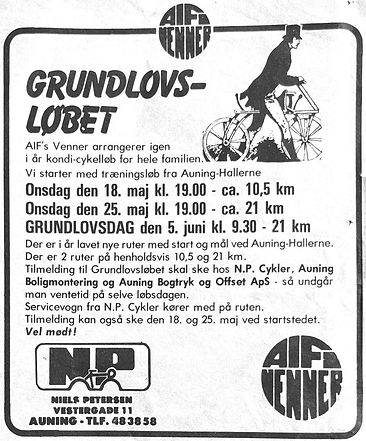 AIFs VENNER
GRUNDLOVS-
LØBET
AIF's Venner arrangerer igen
i år kondi-cykelløb for hele familien.
Vi starter med træningsløb fra Auning-Hallerne
Onsdag den 18. maj kl. 19.00 - ca. 10,5 km
Onsdag den 25. maj kl. 19.00 - ca. 21 km
GRUNDLOVSDAG den 5. juni kl. 9.30 - 21 km
Der er i år lavet nye ruter med start og mål ved Auning-Hallerne.
Der er 2 ruter på henholdsvis 10,5 og 21 km.
Tilmelding til Grundlovsløbet skal ske hos N.P. Cykler, Auning
Boligmontering og Auning Bogtryk og Offset ApS - så undgår
man ventetid på selve løbsdagen.
Servicevogn fra N.P. Cykler kører med på ruten.
Tilmelding kan også ske den 18. og 25. maj ved startstedet.
Vel mødt!
NP
NIELS PETERSEN
VESTERGADE 11
AUNING - TLF. 48 38 58
AIFs VENNER